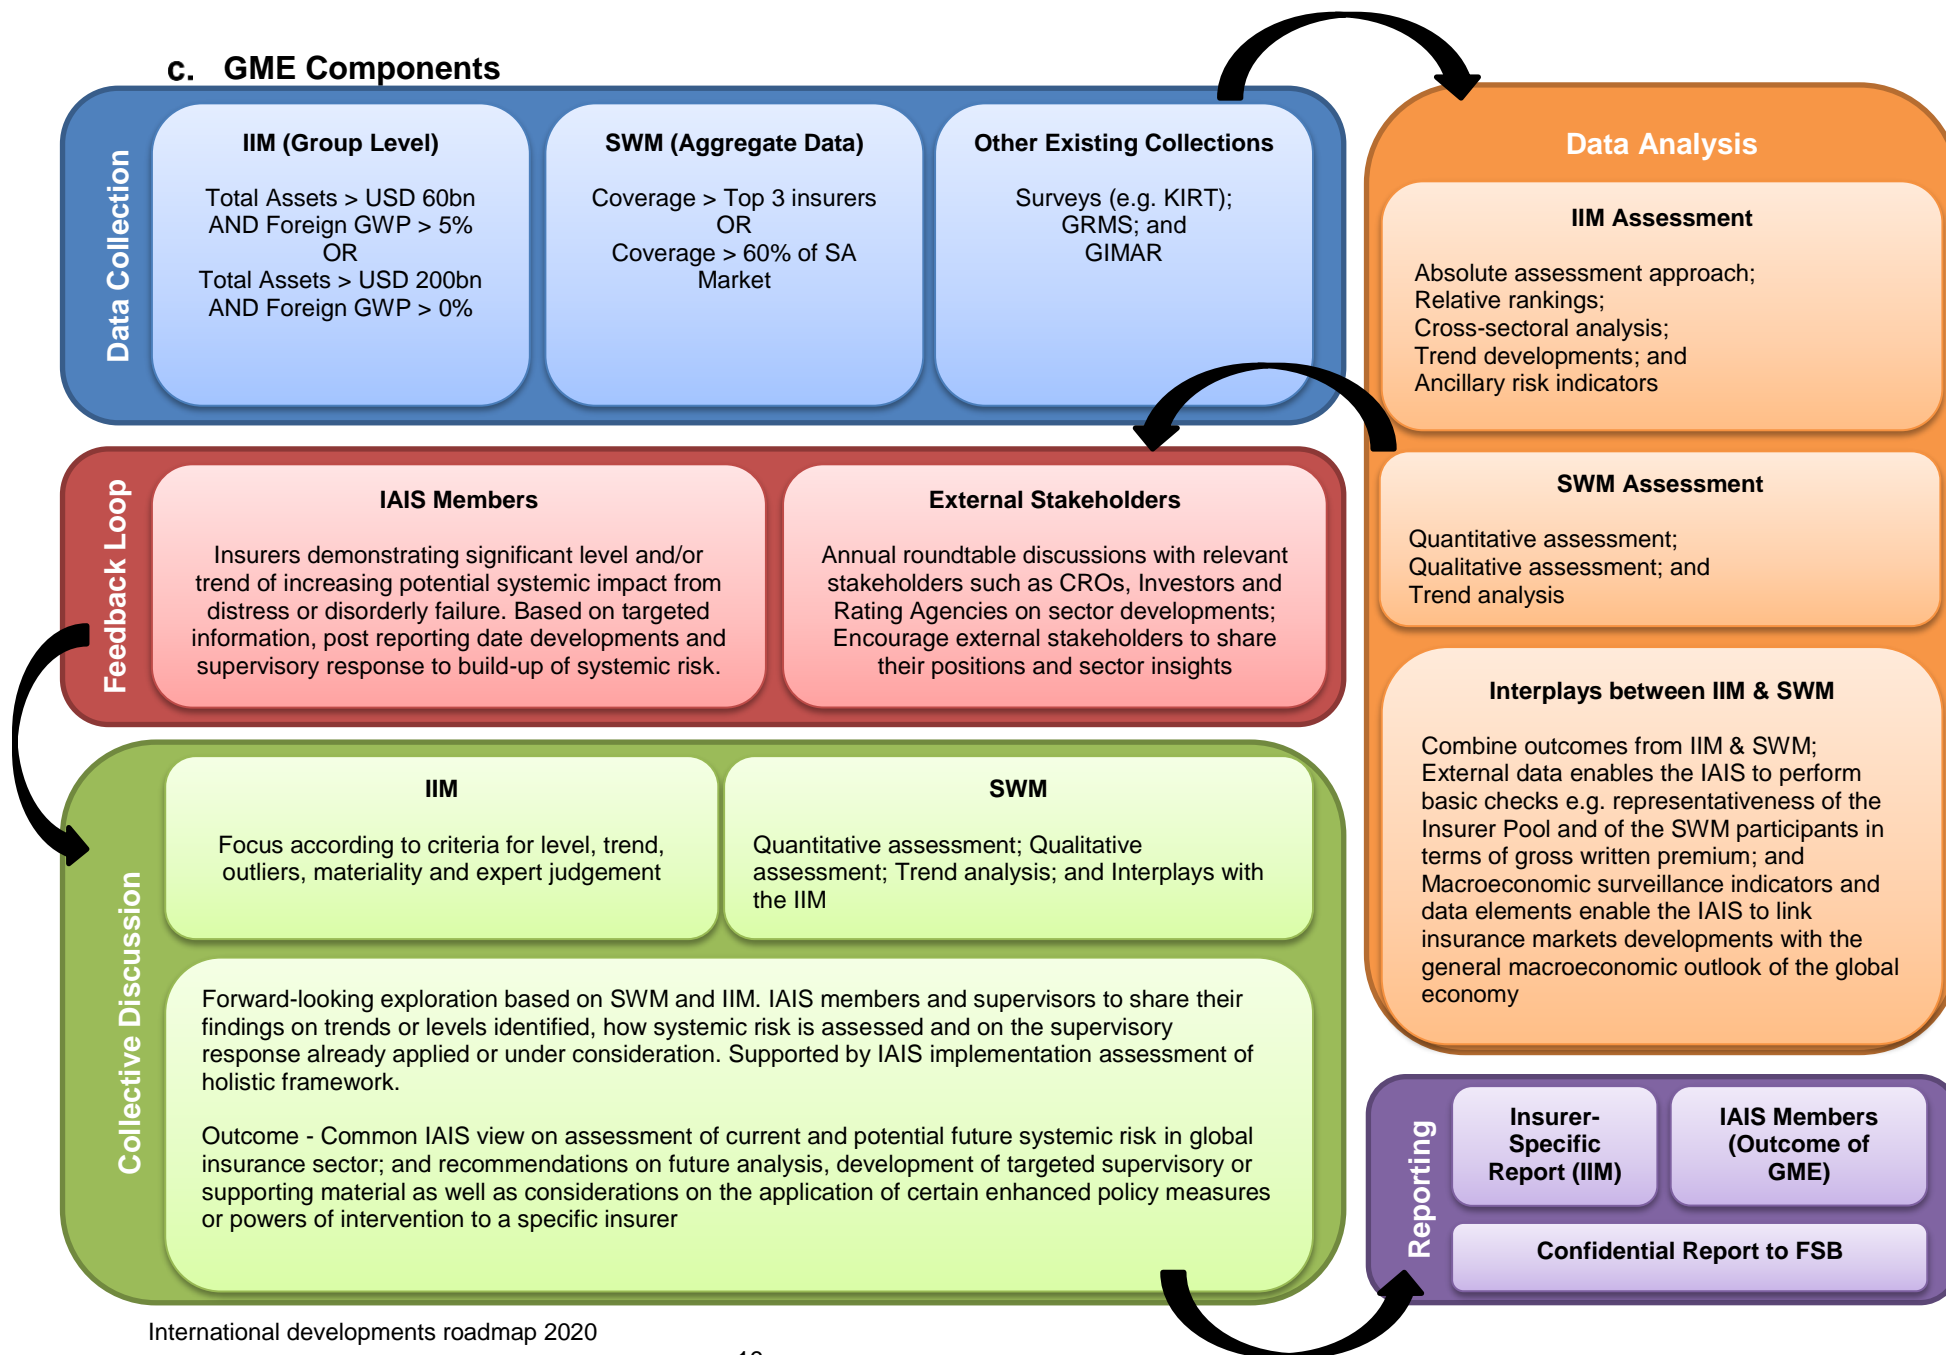 c. GME Components
Data Collection
IIM (Group Level)
Total Assets > USD 60bn
AND Foreign GWP > 5%
OR
Total Assets > USD 200bn
AND Foreign GWP > 0%
SWM (Aggregate Data)
Coverage > Top 3 insurers
OR
Coverage > 60% of SA
Market
Other Existing Collections
Surveys (e.g. KIRT);
GRMS; and
GIMAR
Data Analysis
IIM Assessment
Absolute assessment approach;
Relative rankings;
Cross-sectoral analysis;
Trend developments; and
Ancillary risk indicators
SWM Assessment
Quantitative assessment;
Qualitative assessment; and
Trend analysis
Interplays between IIM & SWM
Combine outcomes from IIM & SWM;
External data enables the IAIS to perform
basic checks e.g. representativeness of the
Insurer Pool and of the SWM participants in
terms of gross written premium; and
Macroeconomic surveillance indicators and
data elements enable the IAIS to link
insurance markets developments with the
general macroeconomic outlook of the global
economy
Feedback Loop
IAIS Members
Insurers demonstrating significant level and/or
trend of increasing potential systemic impact from
distress or disorderly failure. Based on targeted
information, post reporting date developments and
supervisory response to build-up of systemic risk.
External Stakeholders
Annual roundtable discussions with relevant
stakeholders such as CROs, Investors and
Rating Agencies on sector developments;
Encourage external stakeholders to share
their positions and sector insights
Collective Discussion
IIM
Focus according to criteria for level, trend,
outliers, materiality and expert judgement
SWM
Quantitative assessment; Qualitative
assessment; Trend analysis; and Interplays with
the IIM
Forward-looking exploration based on SWM and IIM. IAIS members and supervisors to share their
findings on trends or levels identified, how systemic risk is assessed and on the supervisory
response already applied or under consideration. Supported by IAIS implementation assessment of
holistic framework.
Outcome - Common IAIS view on assessment of current and potential future systemic risk in global
insurance sector; and recommendations on future analysis, development of targeted supervisory or
supporting material as well as considerations on the application of certain enhanced policy measures
or powers of intervention to a specific insurer
Reporting
Insurer-
Specific
Report (IIM)
IAIS Members
(Outcome of
GME)
Confidential Report to FSB
International developments roadmap 2020